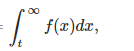 = ∫_t^∞ f(x)dx,